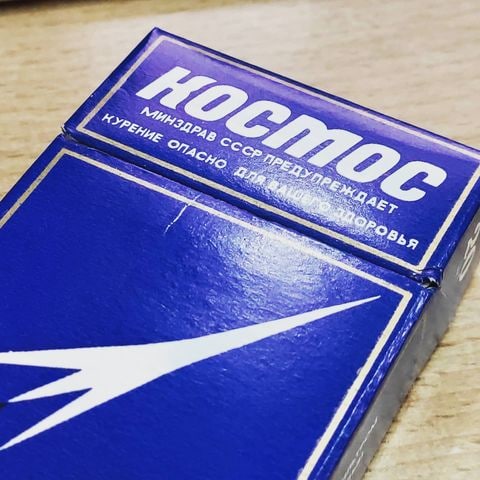 КОСМОС
МИНЗДРАВ СССР ПРЕДУПРЕЖДАЕТ
КУРЕНИЕ ОПАСНО ДЛЯ ВАШЕГО ЗДОРОВЬЯ